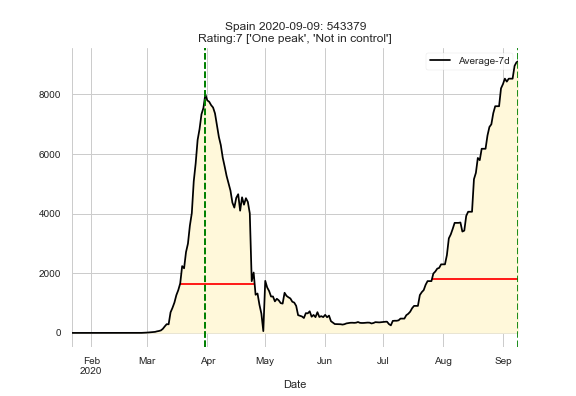 Spain 2020-09-09: 543379
Rating:7 ['One peak', 'Not in control']
Average-7d
8000
6000
4000
2000
0
Feb Mar Apr May Jun Jul Aug Sep
2020
Date